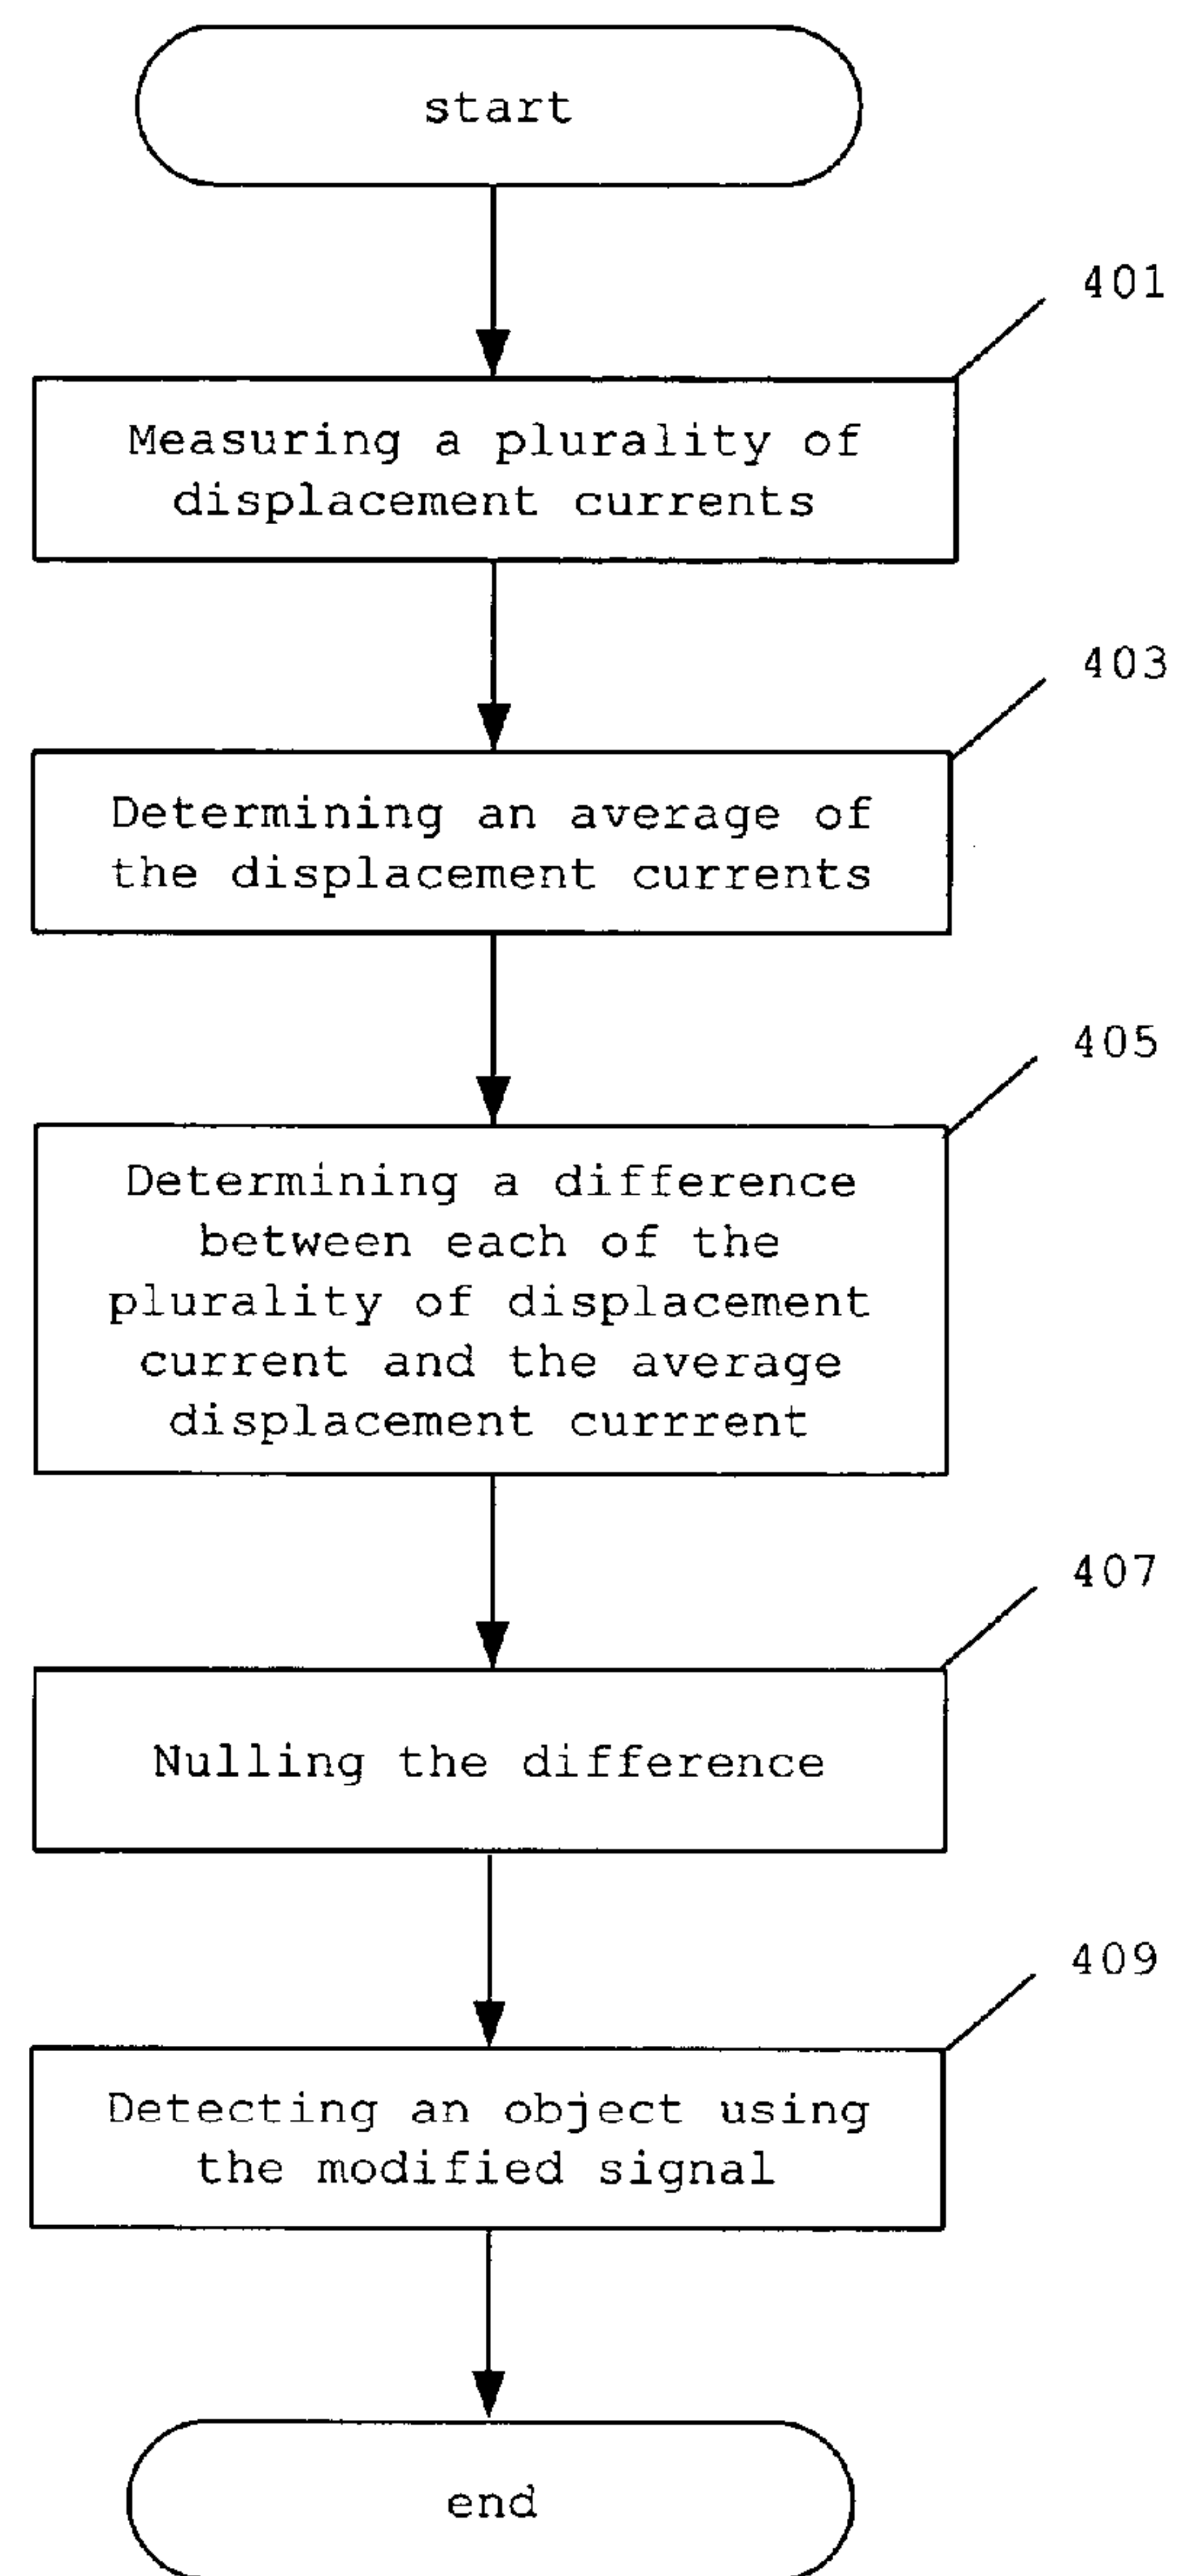 start
401
Measuring a plurality of
displacement currents
403
Determining an average of
the displacement currents
405
Determining a difference
between each of the
plurality of displacement
current and the average
displacement currrent
407
Nulling the difference
409
Detecting an object using
the modified signal
end